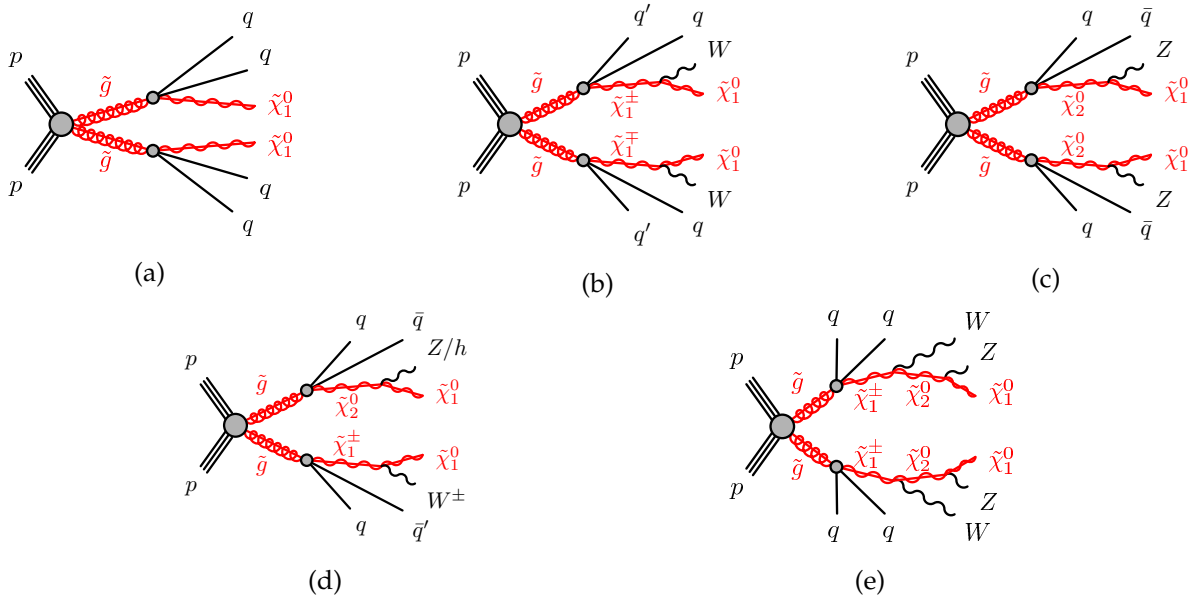 q
q
p
g̃
χ̃₁⁰
χ̃₁⁰
g̃
p
q
q
(a)
q′ q
W
p
g̃
χ̃₁⁰
χ̃₁±
χ̃₁∓
χ̃₁⁰
g̃
p
W
q′ q
(b)
q q̄
Z
p
g̃
χ̃₁⁰
χ̃₂⁰
χ̃₂⁰
χ̃₁⁰
g̃
p
Z
q q̄
(c)
q q̄
Z/h
p
g̃
χ̃₁⁰
χ̃₂⁰
χ̃₁±
χ̃₁⁰
g̃
p
W±
q q̄′
(d)
q q
W
Z
p
g̃
χ̃₁± χ̃₂⁰ χ̃₁⁰
χ̃₁± χ̃₂⁰ χ̃₁⁰
g̃
p
Z
q q W
(e)